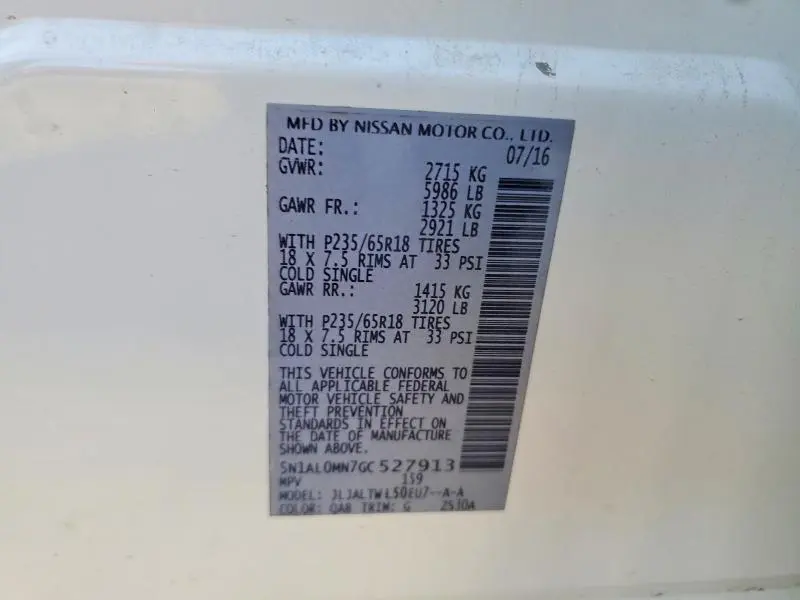 MFD BY NISSAN MOTOR CO., LTD.
DATE: 07/16
GVWR: 2715 KG
5986 LB
GAWR FR.: 1325 KG
2921 LB
WITH P235/65R18 TIRES
18 X 7.5 RIMS AT 33 PSI
COLD SINGLE
GAWR RR.: 1415 KG
3120 LB
WITH P235/65R18 TIRES
18 X 7.5 RIMS AT 33 PSI
COLD SINGLE
THIS VEHICLE CONFORMS TO
ALL APPLICABLE FEDERAL
MOTOR VEHICLE SAFETY AND
THEFT PREVENTION
STANDARDS IN EFFECT ON
THE DATE OF MANUFACTURE
SHOWN ABOVE.
5N1AL0MN7GC527913
MPV 159
MODEL:
COLOR: QAB TRIM: G